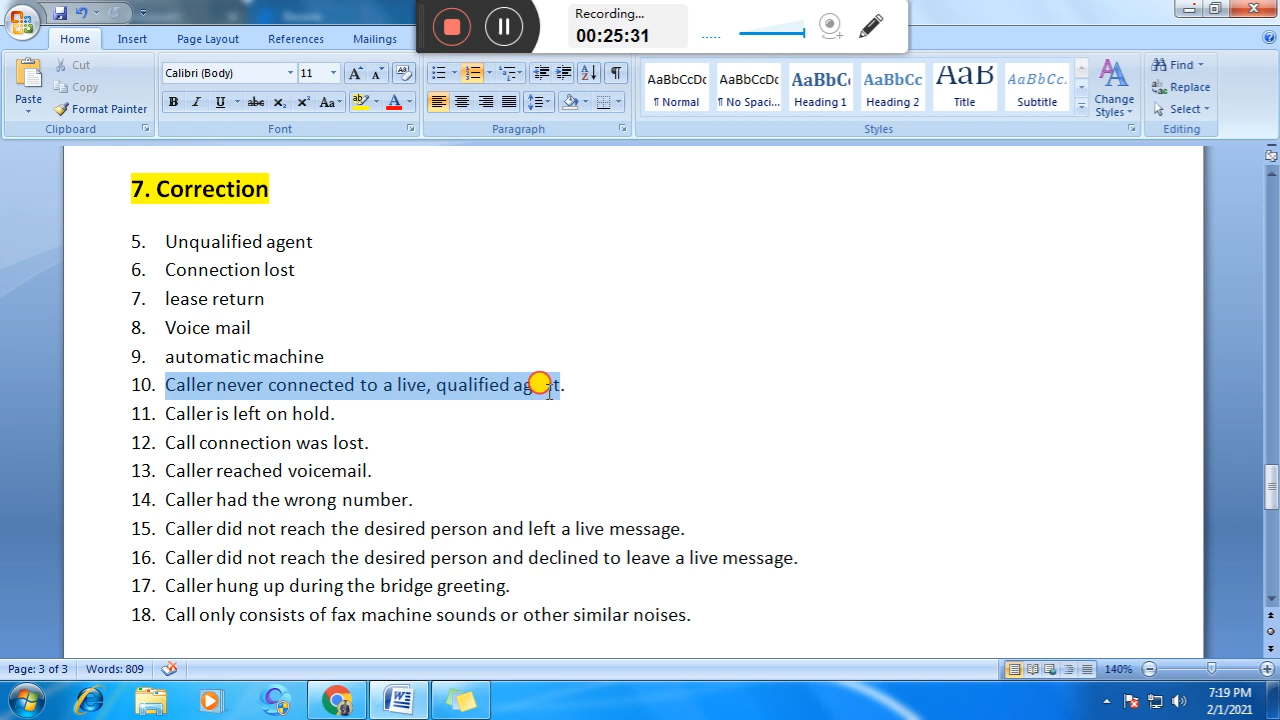 Recording...
00:25:31
Home Insert Page Layout References Mailings
Paste
Cut
Copy
Format Painter
Clipboard
Calibri (Body) 11
Font
Paragraph
AaBbCcDc AaBbCcDc AaBbC AaBbCc AaB AaBbCc.
¶ Normal ¶ No Spaci... Heading 1 Heading 2 Title Subtitle
Change
Styles
Styles
Find
Replace
Select
Editing
7. Correction
5. Unqualified agent
6. Connection lost
7. lease return
8. Voice mail
9. automatic machine
10. Caller never connected to a live, qualified agent.
11. Caller is left on hold.
12. Call connection was lost.
13. Caller reached voicemail.
14. Caller had the wrong number.
15. Caller did not reach the desired person and left a live message.
16. Caller did not reach the desired person and declined to leave a live message.
17. Caller hung up during the bridge greeting.
18. Call only consists of fax machine sounds or other similar noises.
Page: 3 of 3 Words: 809 140%
7:19 PM
2/1/2021